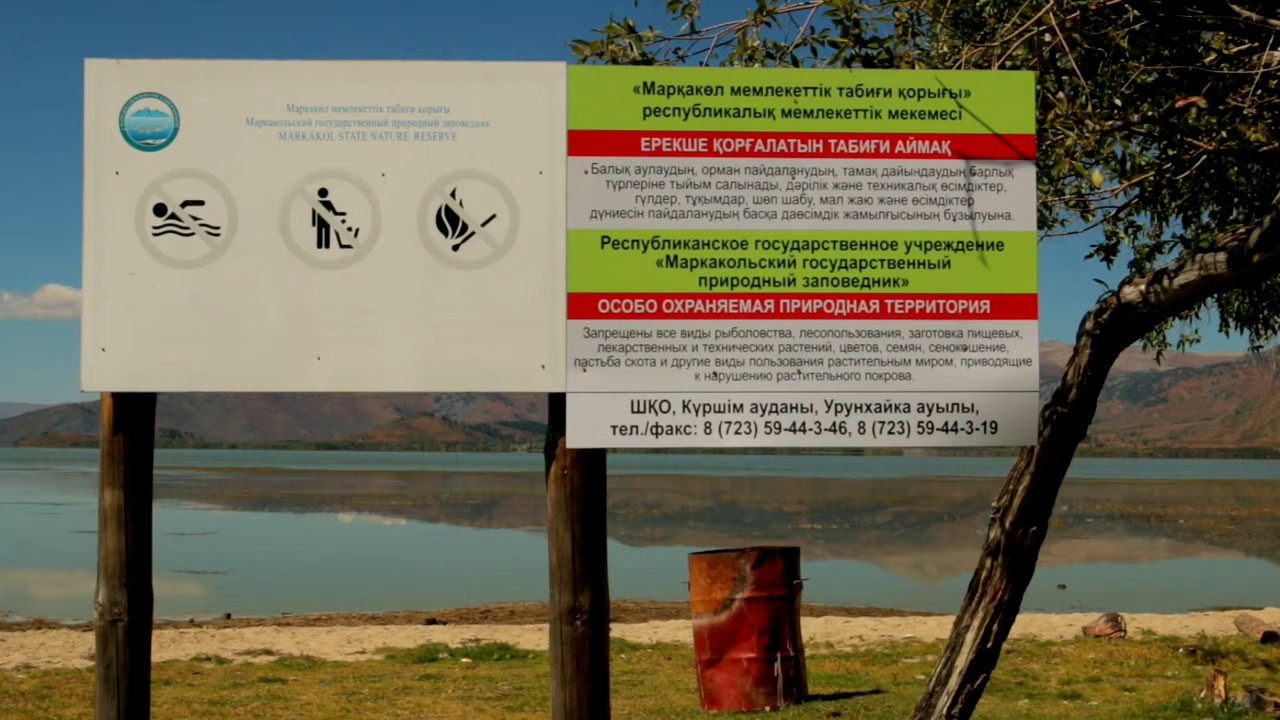 Марқакөл мемлекеттік табиғи қорығы
Маркакольский государственный природный заповедник
MARKAKOL STATE NATURE RESERVE
«Марқакөл мемлекеттік табиғи қорығы»
республикалық мемлекеттік мекемесі
ЕРЕКШЕ ҚОРҒАЛАТЫН ТАБИҒИ АЙМАҚ
Балық аулаудың, орман пайдаланудың, тамақ дайындаудың барлық
түрлеріне тыйым салынады, дәрілік және техникалық өсімдіктер,
гүлдер, тұқымдар, шөп шабу, мал жаю және өсімдіктер
дүниесін пайдаланудың басқа даөсімдік жамылғысының бұзылуына.
Республиканское государственное учреждение
«Маркакольский государственный
природный заповедник»
ОСОБО ОХРАНЯЕМАЯ ПРИРОДНАЯ ТЕРРИТОРИЯ
Запрещены все виды рыболовства, лесопользования, заготовка пищевых,
лекарственных и технических растений, цветов, семян, сенокошение,
пастьба скота и другие виды пользования растительным миром, приводящие
к нарушению растительного покрова.
ШҚО, Күршім ауданы, Урунхайка ауылы,
тел./факс: 8 (723) 59-44-3-46, 8 (723) 59-44-3-19